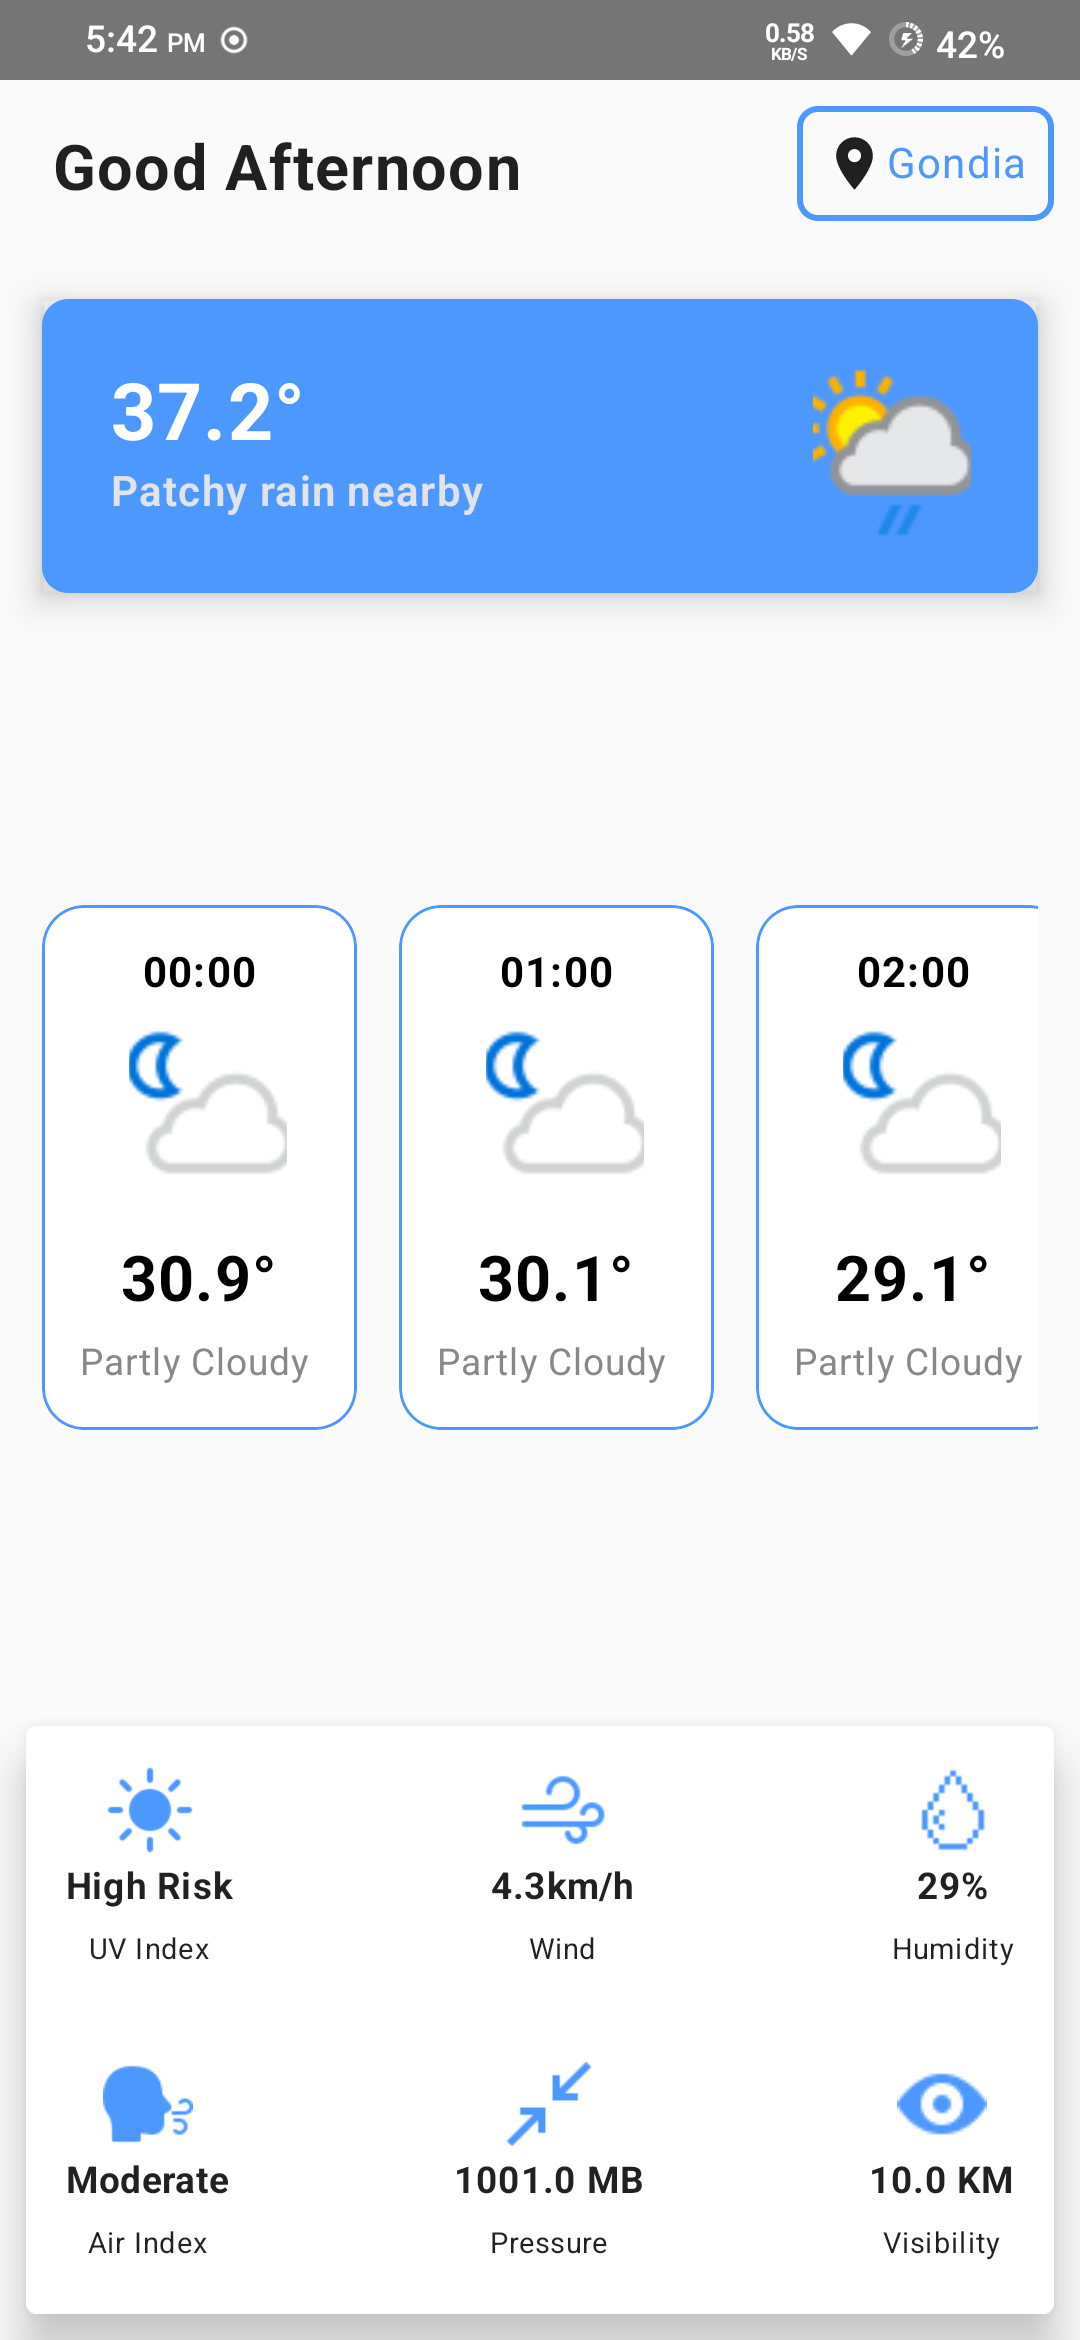 5:42 PM
0.58 KB/S
42%
Good Afternoon
Gondia
37.2°
Patchy rain nearby
00:00 01:00 02:00
30.9° 30.1° 29.1°
Partly Cloudy Partly Cloudy Partly Cloudy
High Risk 4.3km/h 29%
UV Index Wind Humidity
Moderate 1001.0 MB 10.0 KM
Air Index Pressure Visibility